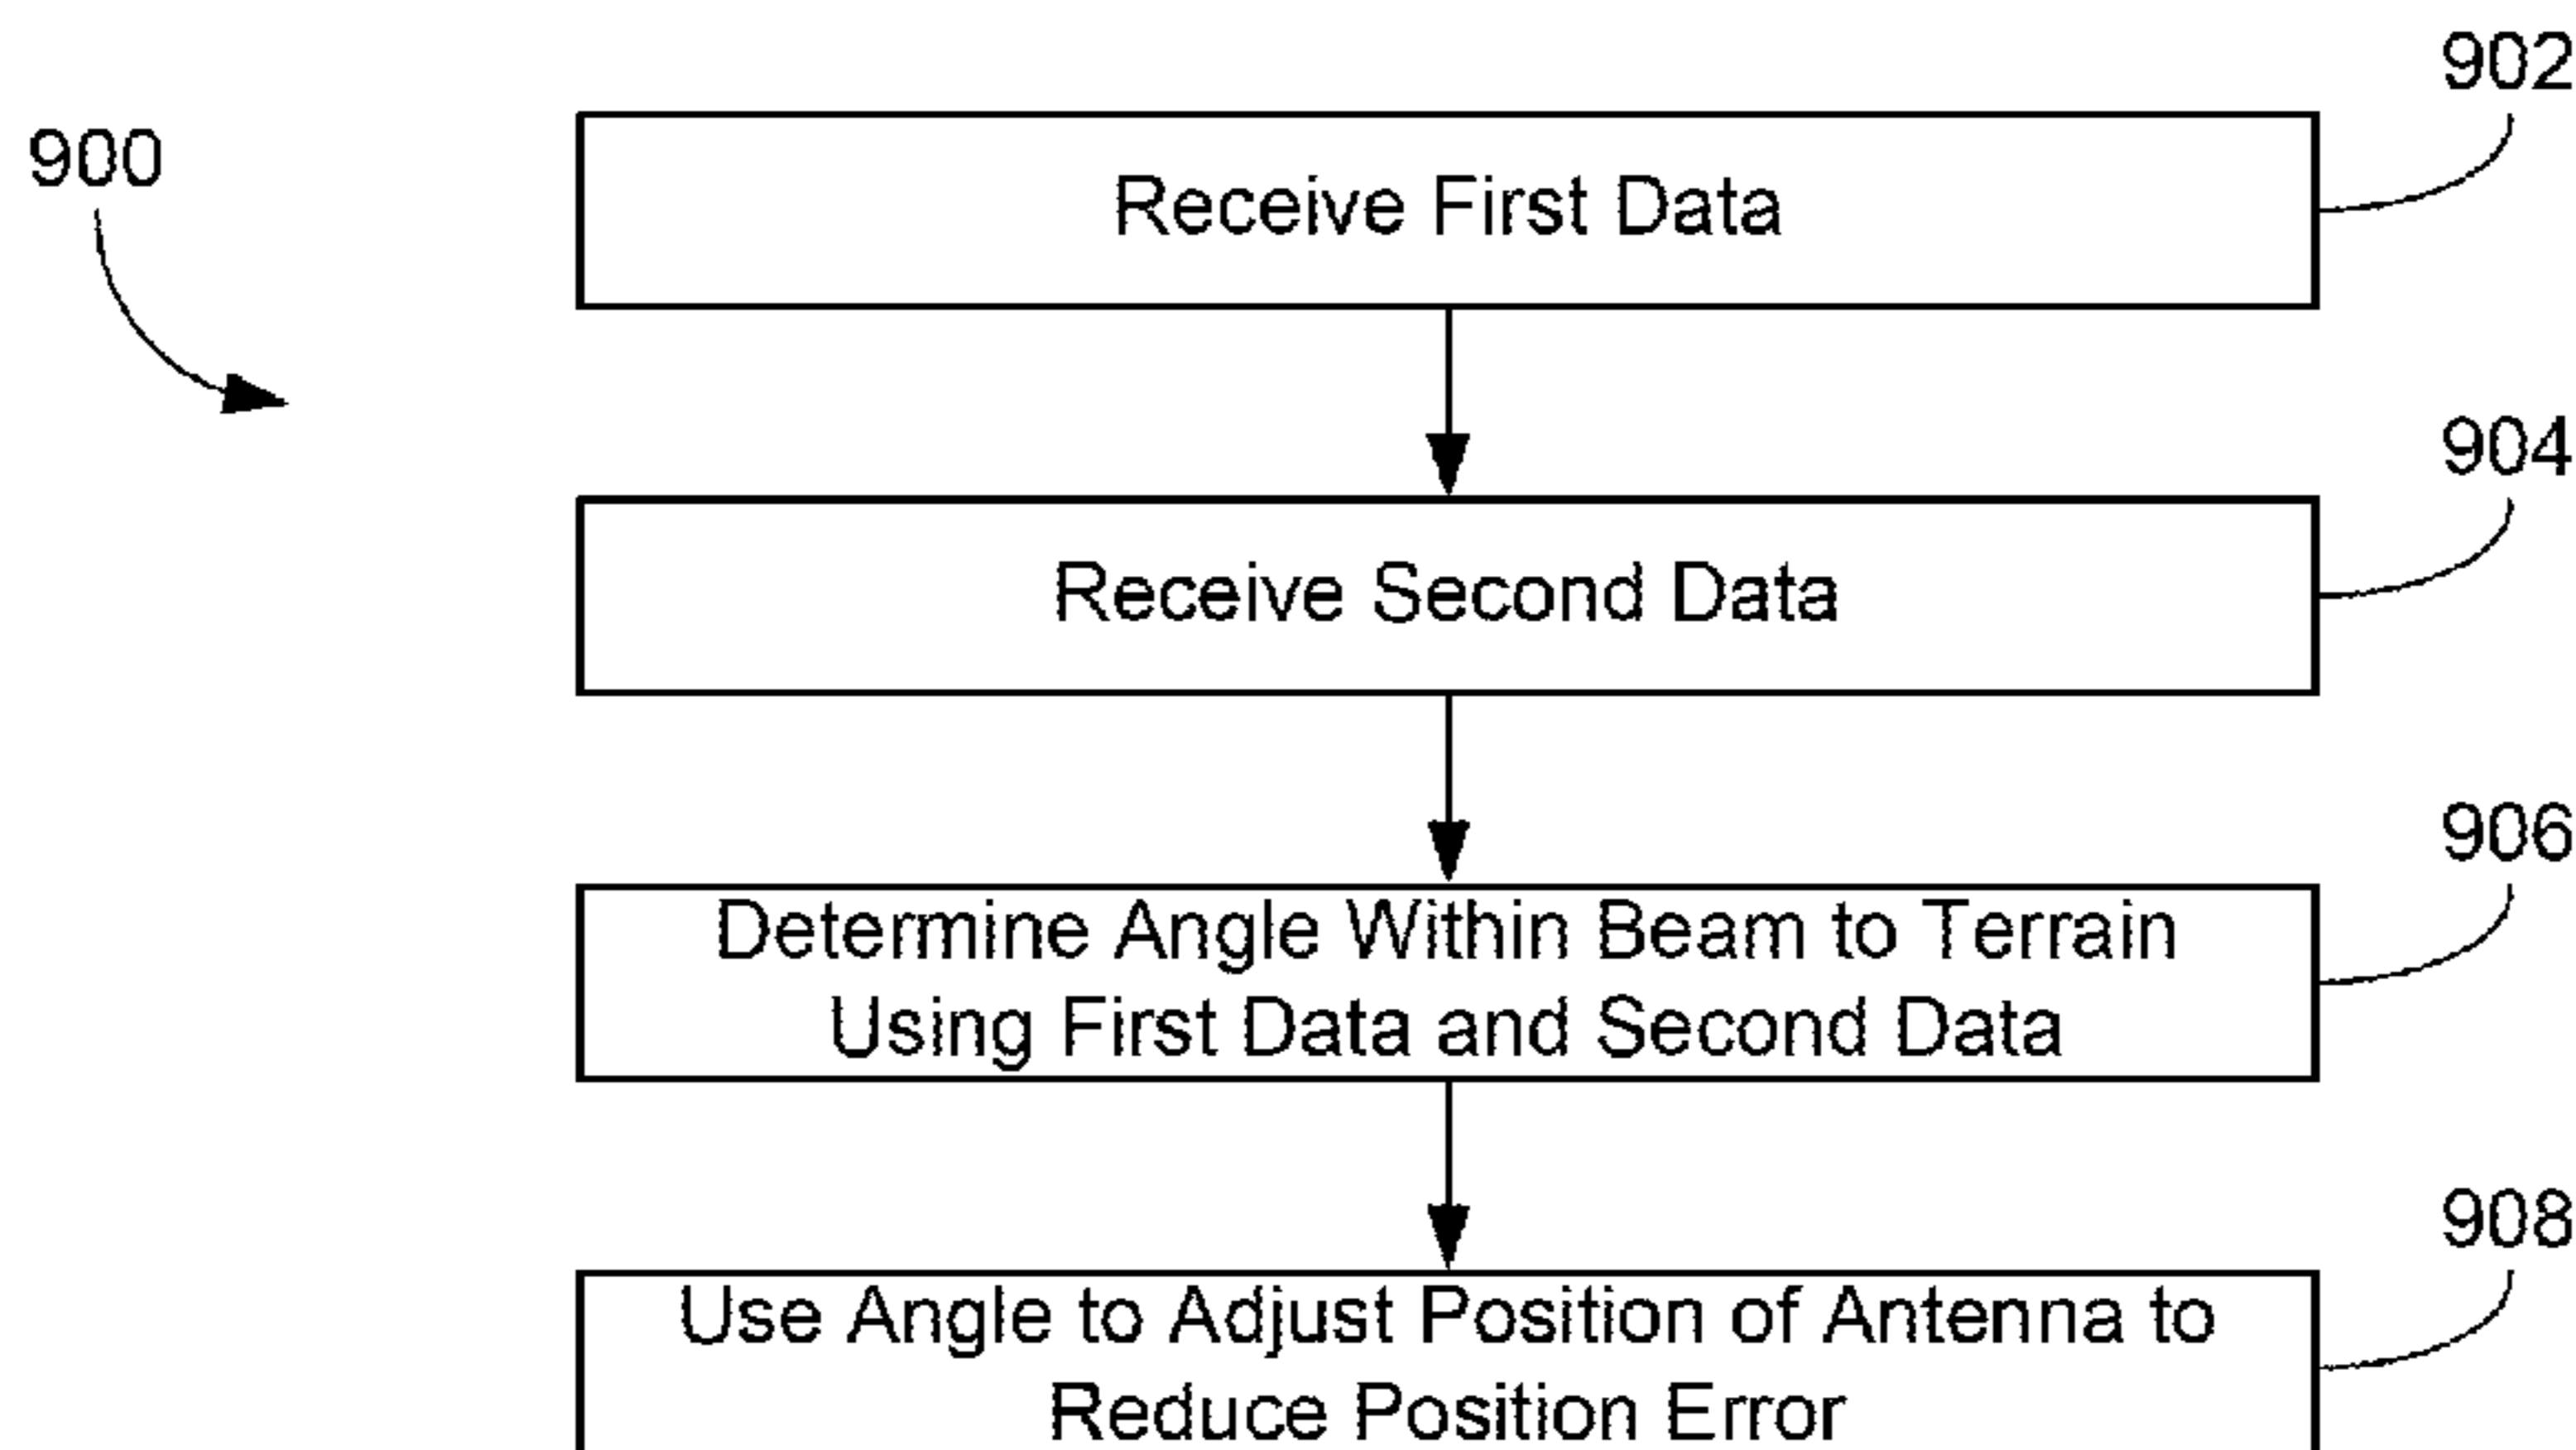 902
900
Receive First Data
904
Receive Second Data
906
Determine Angle Within Beam to Terrain
Using First Data and Second Data
908
Use Angle to Adjust Position of Antenna to
Reduce Position Error